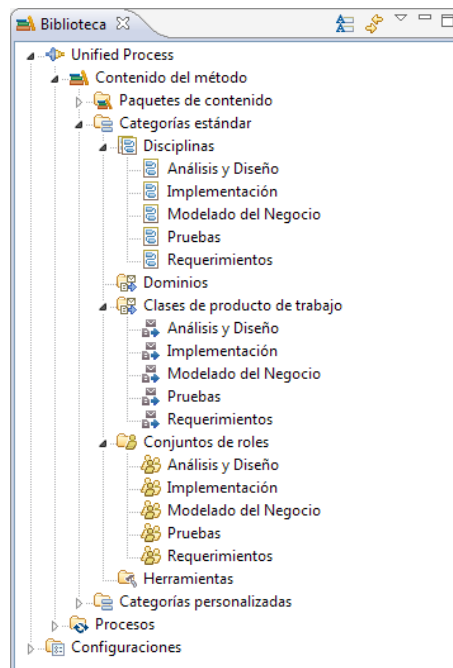 Biblioteca
Unified Process
Contenido del método
Paquetes de contenido
Categorías estándar
Disciplinas
Análisis y Diseño
Implementación
Modelado del Negocio
Pruebas
Requerimientos
Dominios
Clases de producto de trabajo
Análisis y Diseño
Implementación
Modelado del Negocio
Pruebas
Requerimientos
Conjuntos de roles
Análisis y Diseño
Implementación
Modelado del Negocio
Pruebas
Requerimientos
Herramientas
Categorías personalizadas
Procesos
Configuraciones